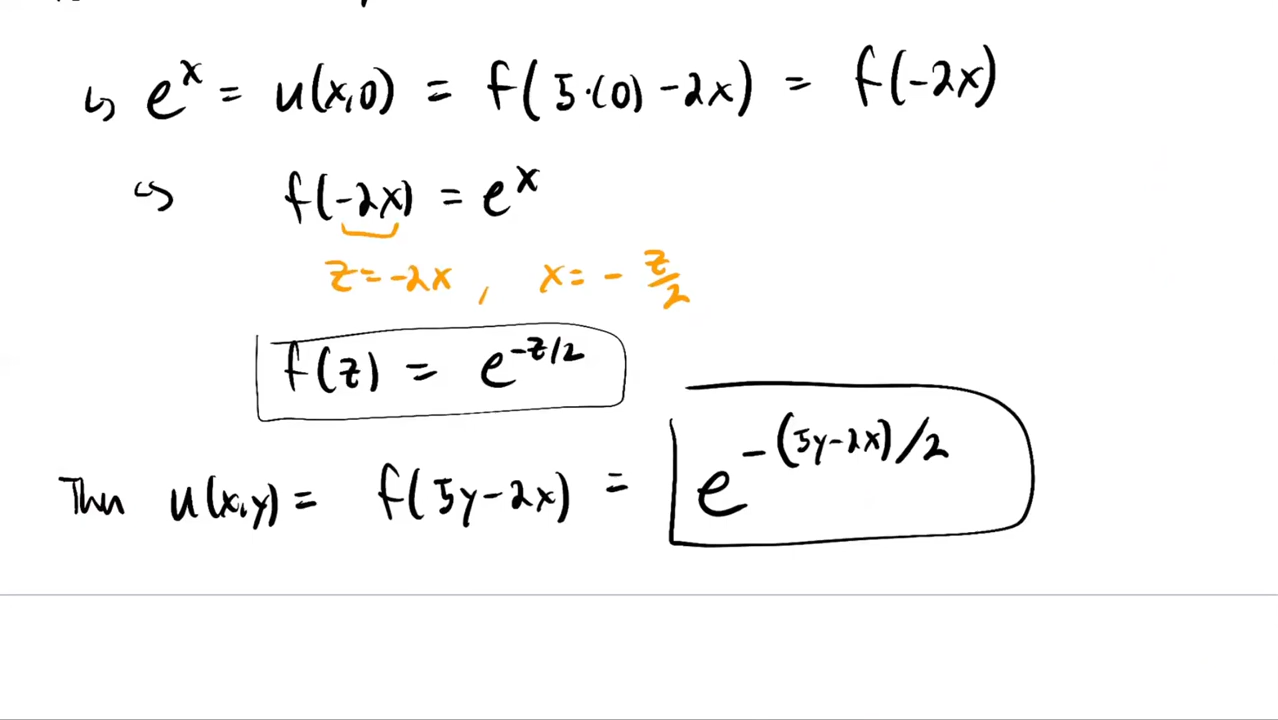 ↳ e^x = u(x,0) = f(5·(0) -2x) = f(-2x)
↳ f(-2x) = e^x
z=-2x , x= - z/2
f(z) = e^{-z/2}
Then u(x,y) = f(5y-2x) = e^{-(5y-2x)/2}